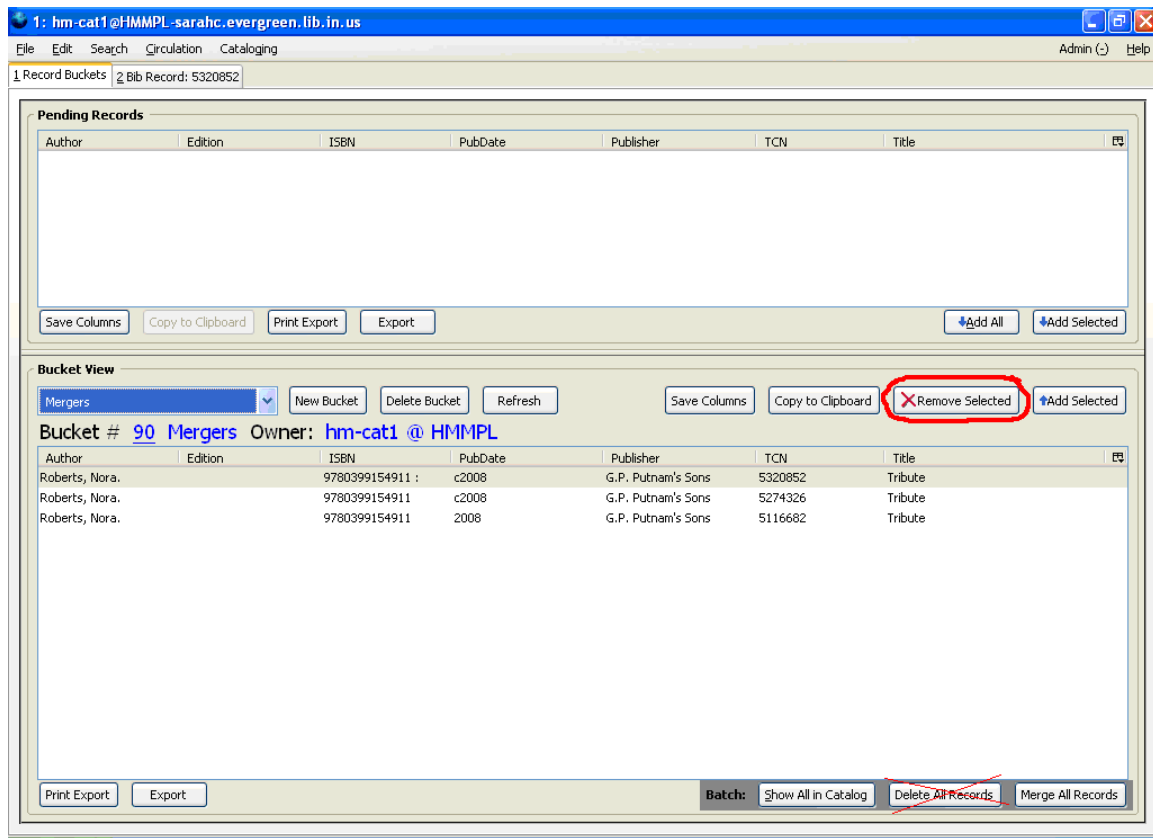 1: hm-cat1@HMMPL-sarahc.evergreen.lib.in.us
File Edit Search Circulation Cataloging Admin (-) Help
1 Record Buckets 2 Bib Record: 5320852
Pending Records
Author Edition ISBN PubDate Publisher TCN Title
Save Columns Copy to Clipboard Print Export Export Add All Add Selected
Bucket View
Mergers New Bucket Delete Bucket Refresh Save Columns Copy to Clipboard Remove Selected Add Selected
Bucket # 90 Mergers Owner: hm-cat1 @ HMMPL
Author Edition ISBN PubDate Publisher TCN Title
Roberts, Nora. 9780399154911 : c2008 G.P. Putnam's Sons 5320852 Tribute
Roberts, Nora. 9780399154911 c2008 G.P. Putnam's Sons 5274326 Tribute
Roberts, Nora. 9780399154911 2008 G.P. Putnam's Sons 5116682 Tribute
Print Export Export Batch: Show All in Catalog Delete All Records Merge All Records